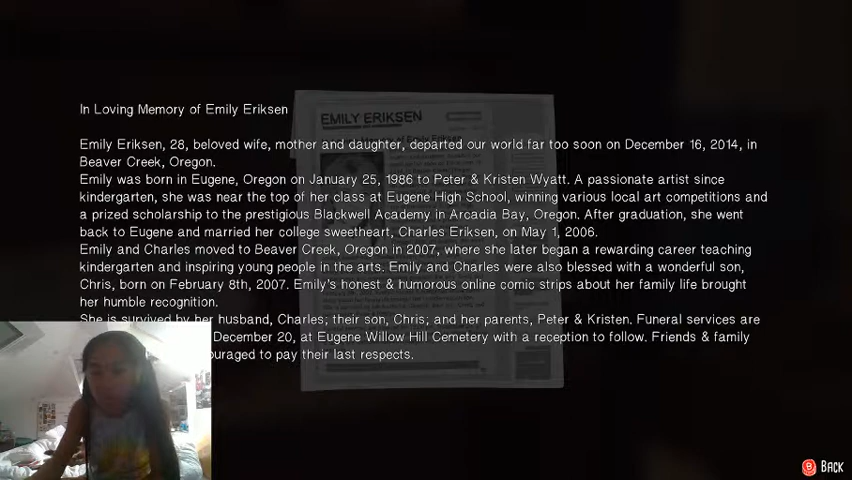 EMILY ERIKSEN
In Loving Memory of Emily Eriksen
Emily Eriksen, 28, beloved wife, mother and daughter, departed our world far too soon on December 16, 2014, in
Beaver Creek, Oregon.
Emily was born in Eugene, Oregon on January 25, 1986 to Peter & Kristen Wyatt. A passionate artist since
kindergarten, she was near the top of her class at Eugene High School, winning various local art competitions and
a prized scholarship to the prestigious Blackwell Academy in Arcadia Bay, Oregon. After graduation, she went
back to Eugene and married her college sweetheart, Charles Eriksen, on May 1, 2006.
Emily and Charles moved to Beaver Creek, Oregon in 2007, where she later began a rewarding career teaching
kindergarten and inspiring young people in the arts. Emily and Charles were also blessed with a wonderful son,
Chris, born on February 8th, 2007. Emily's honest & humorous online comic strips about her family life brought
her humble recognition.
She is survived by her husband, Charles; their son, Chris; and her parents, Peter & Kristen. Funeral services are
December 20, at Eugene Willow Hill Cemetery with a reception to follow. Friends & family
to pay their last respects.
B BACK